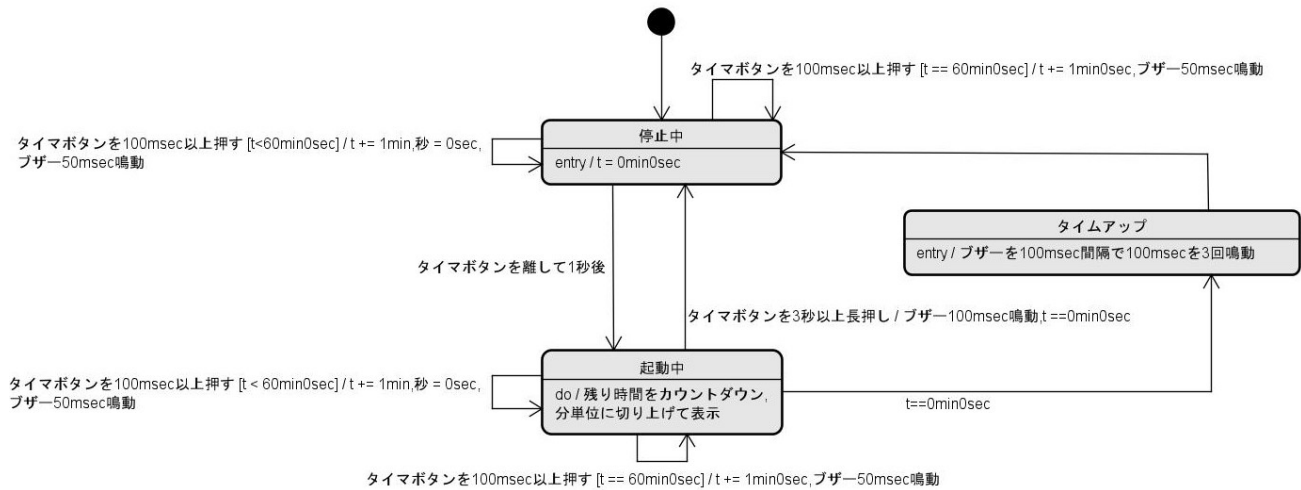 タイマボタンを100msec以上押す [t == 60min0sec] / t += 1min0sec,ブザー50msec鳴動
タイマボタンを100msec以上押す [t<60min0sec] / t += 1min,秒 = 0sec,
ブザー50msec鳴動
停止中
entry / t = 0min0sec
タイムアップ
entry / ブザーを100msec間隔で100msecを3回鳴動
タイマボタンを離して1秒後
タイマボタンを3秒以上長押し / ブザー100msec鳴動,t ==0min0sec
起動中
do / 残り時間をカウントダウン,
分単位に切り上げて表示
タイマボタンを100msec以上押す [t < 60min0sec] / t += 1min,秒 = 0sec,
ブザー50msec鳴動
t==0min0sec
タイマボタンを100msec以上押す [t == 60min0sec] / t += 1min0sec,ブザー50msec鳴動